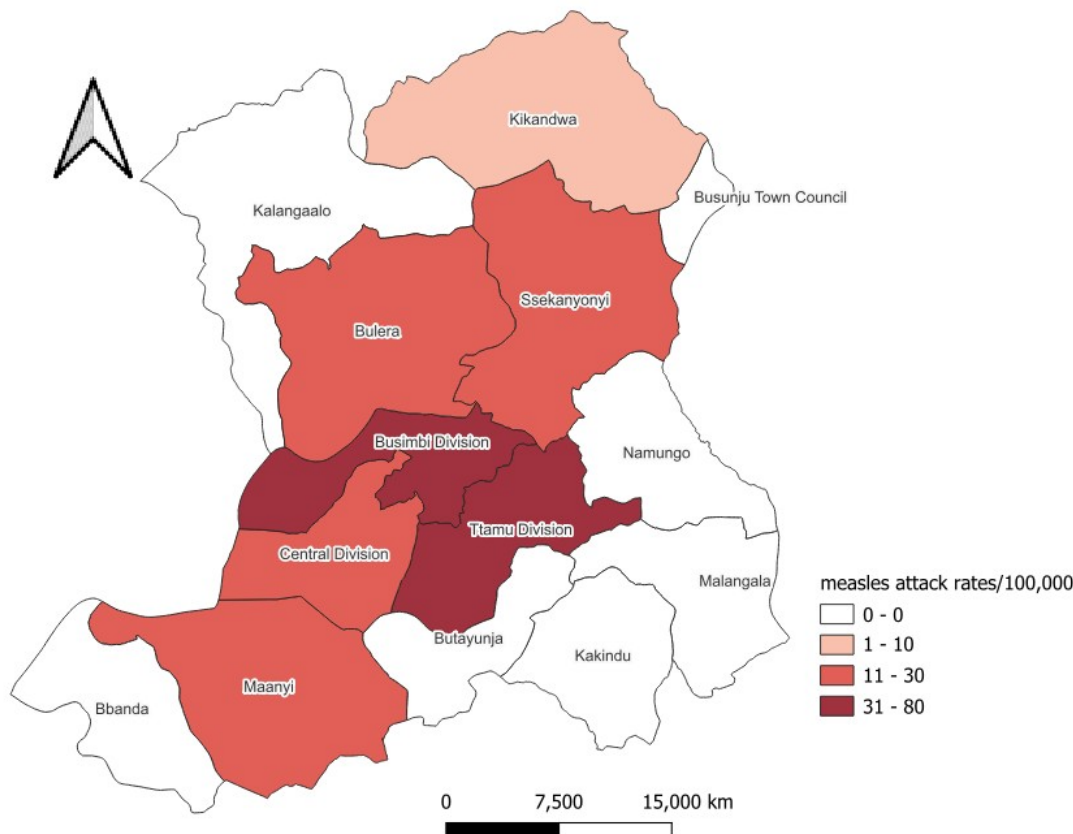 Kikandwa
Busunju Town Council
Kalangaalo
Ssekanyonyi
Bulera
Busimbi Division
Namungo
Ttamu Division
Central Division
Malangala
Butayunja
Kakindu
Maanyi
Bbanda
measles attack rates/100,000
0 - 0
1 - 10
11 - 30
31 - 80
0 7,500 15,000 km